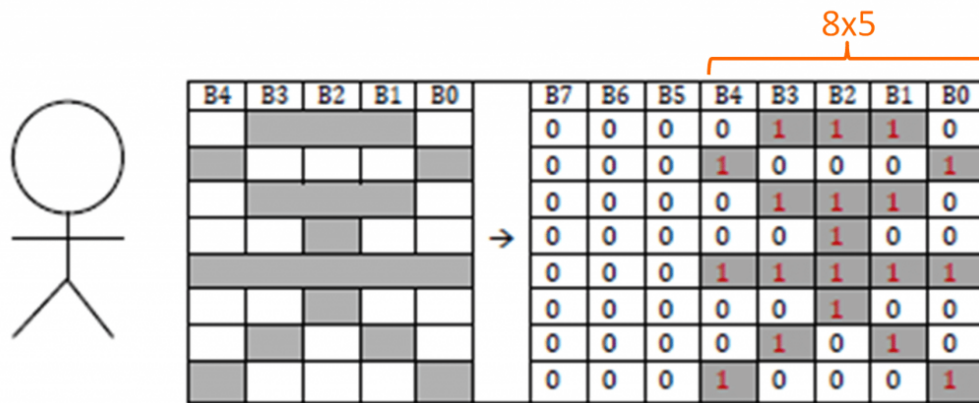 8x5
B4 B3 B2 B1 B0 B7 B6 B5 B4 B3 B2 B1 B0
0 0 0 0 1 1 1 0
0 0 0 1 0 0 0 1
0 0 0 0 1 1 1 0
→ 0 0 0 0 0 1 0 0
0 0 0 1 1 1 1 1
0 0 0 0 0 1 0 0
0 0 0 0 1 0 1 0
0 0 0 1 0 0 0 1